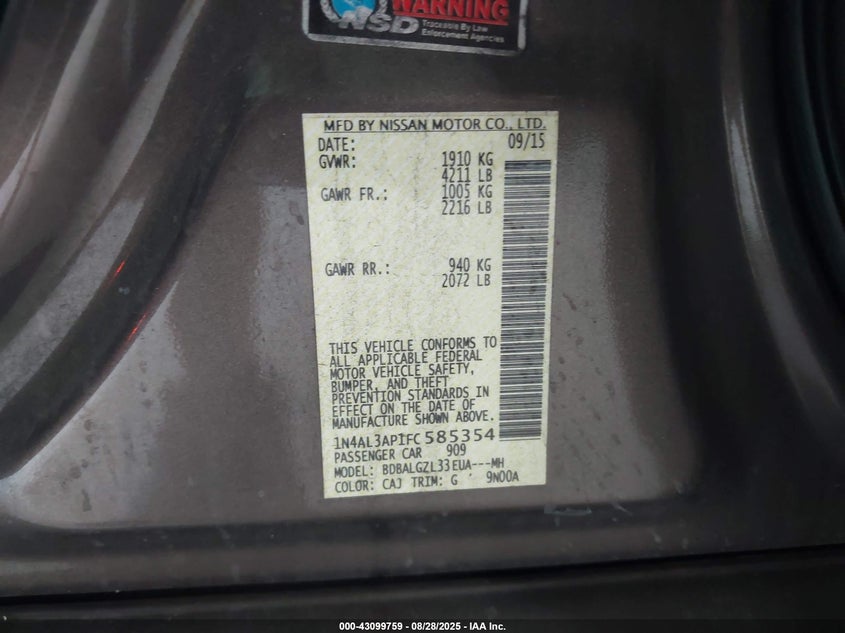 WARNING
NSD Traceable By Law
Enforcement Agencies
MFD BY NISSAN MOTOR CO., LTD.
DATE: 09/15
GVWR: 1910 KG
4211 LB
GAWR FR.: 1005 KG
2216 LB
GAWR RR.: 940 KG
2072 LB
THIS VEHICLE CONFORMS TO
ALL APPLICABLE FEDERAL
MOTOR VEHICLE SAFETY,
BUMPER, AND THEFT
PREVENTION STANDARDS IN
EFFECT ON THE DATE OF
MANUFACTURE SHOWN ABOVE.
1N4AL3AP1FC585354
PASSENGER CAR 909
MODEL: BDBALGZL33EUA---MH
COLOR: CAJ TRIM: G 9N00A
000-43099759 — 08/28/2025 - IAA Inc.